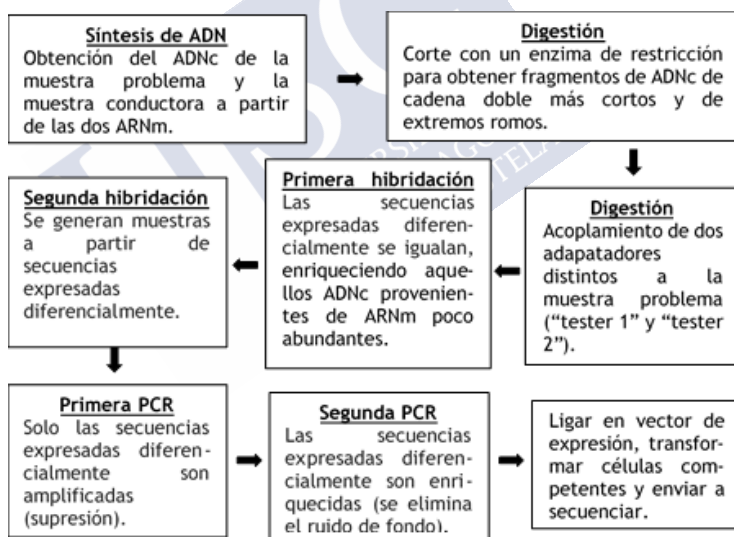 Síntesis de ADN
Obtención del ADNc de la
muestra problema y la
muestra conductora a partir
de las dos ARNm.
Digestión
Corte con un enzima de restricción
para obtener fragmentos de ADNc de
cadena doble más cortos y de
extremos romos.
Digestión
Acoplamiento de dos
adapatadores
distintos a la
muestra problema
(“tester 1” y “tester
2”).
Primera hibridación
Las secuencias
expresadas diferen-
cialmente se igualan,
enriqueciendo aque-
llos ADNc provenien-
tes de ARNm poco
abundantes.
Segunda hibridación
Se generan muestras
a partir de
secuencias
expresadas
diferencialmente.
Primera PCR
Solo las secuencias
expresadas diferen-
cialmente son
amplificadas
(supresión).
Segunda PCR
Las secuencias
expresadas diferen-
cialmente son enri-
quecidas (se elimina
el ruido de fondo).
Ligar en vector de
expresión, transfor-
mar células com-
petentes y enviar a
secuenciar.